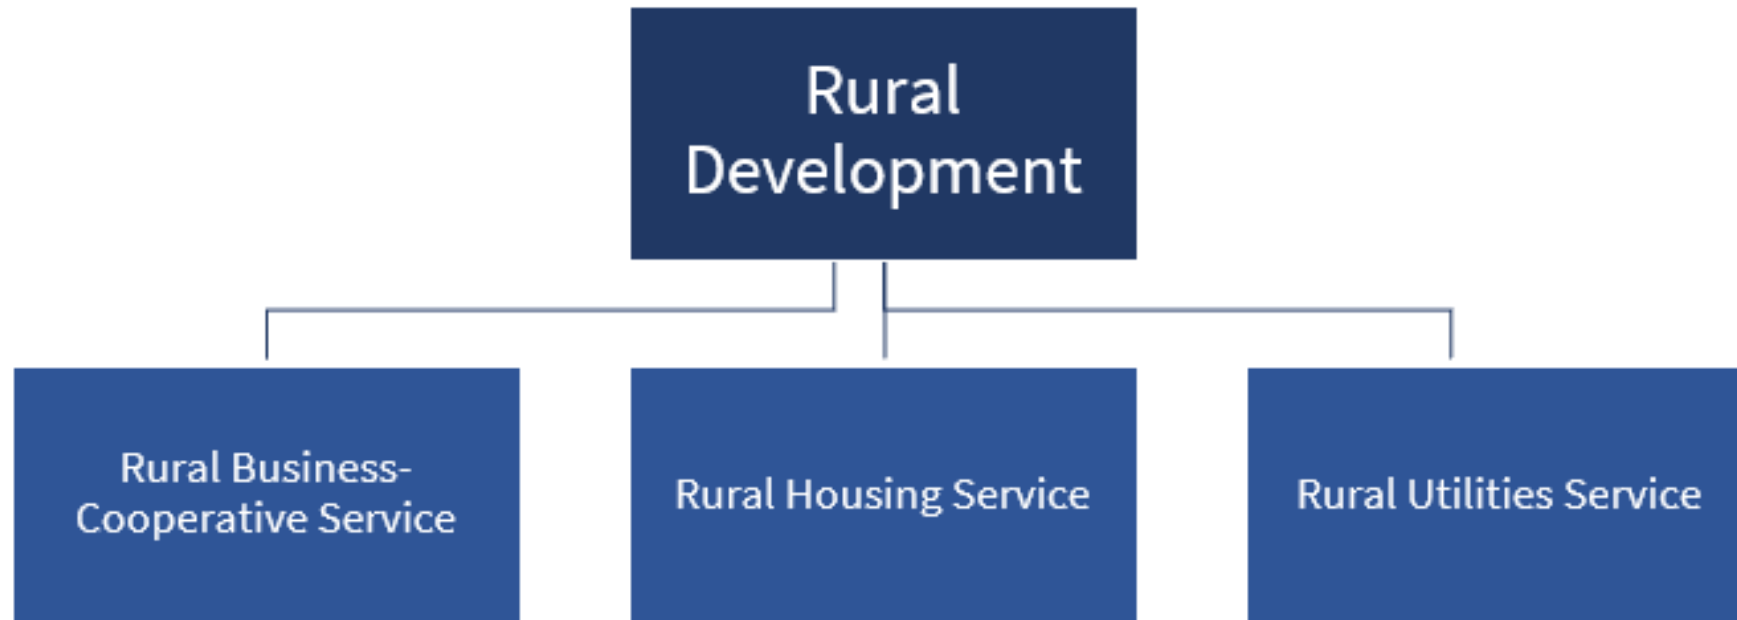 Rural
Development
Rural Business-
Cooperative Service
Rural Housing Service
Rural Utilities Service